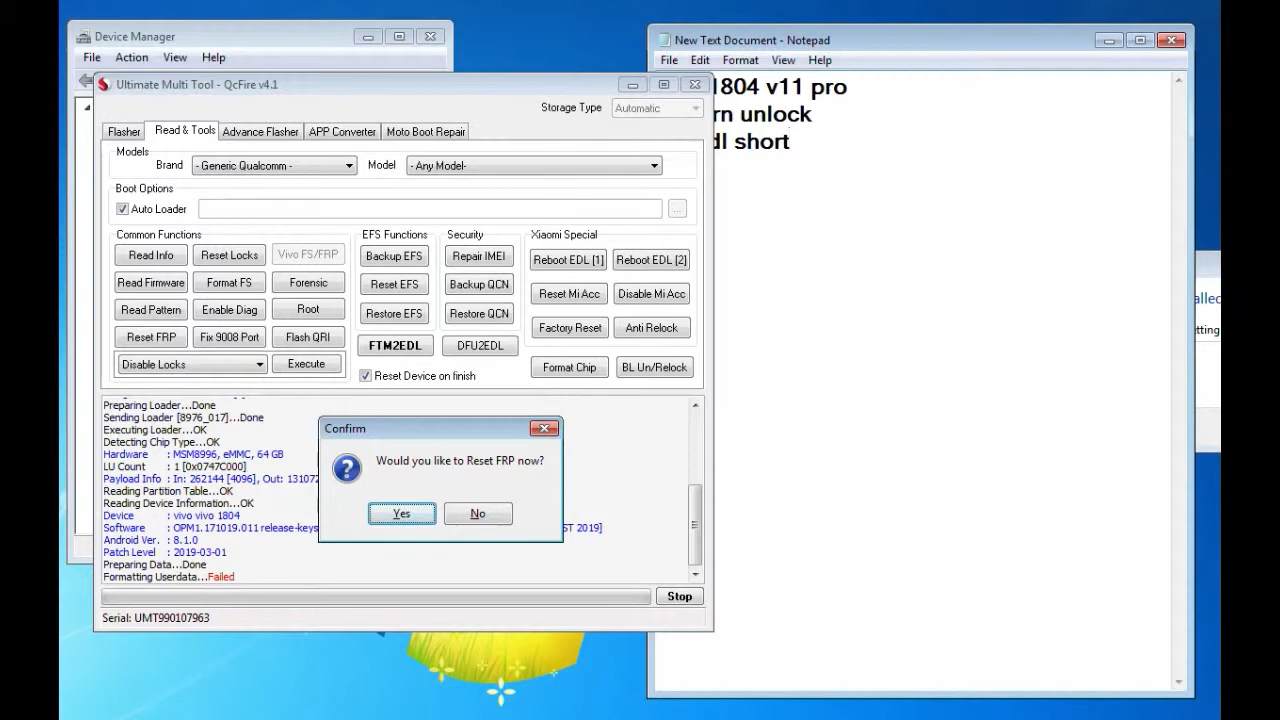 Device Manager
File Action View Help
New Text Document - Notepad
File Edit Format View Help
1804 v11 pro
unlock
short
Ultimate Multi Tool - QcFire v4.1
Storage Type Automatic
Flasher Read & Tools Advance Flasher APP Converter Moto Boot Repair
Models
Brand - Generic Qualcomm - Model - Any Model-
Boot Options
Auto Loader ...
Common Functions EFS Functions Security Xiaomi Special
Read Info Reset Locks Vivo FS/FRP Backup EFS Repair IMEI Reboot EDL [1] Reboot EDL [2]
Read Firmware Format FS Forensic Reset EFS Backup QCN Reset Mi Acc Disable Mi Acc
Read Pattern Enable Diag Root Restore EFS Restore QCN Factory Reset Anti Relock
Reset FRP Fix 9008 Port Flash QRI FTM2EDL DFU2EDL
Disable Locks Execute Reset Device on finish Format Chip BL Un/Relock
Preparing Loader...Done
Sending Loader [8976_017]...Done
Executing Loader...OK
Detecting Chip Type...OK
Hardware : MSM8996, eMMC, 64 GB
LU Count : 1 [0x0747C000]
Payload Info : In: 262144 [4096], Out: 13107
Reading Partition Table...OK
Reading Device Information...OK
Device : vivo vivo 1804
Software : OPM1.171019.011 release-keys ST 2019]
Android Ver. : 8.1.0
Patch Level : 2019-03-01
Preparing Data...Done
Formatting Userdata...Failed
Confirm
Would you like to Reset FRP now?
Yes No
Stop
Serial: UMT990107963